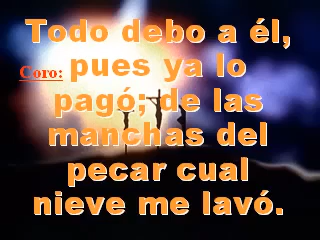 Todo debo a él,
Coro: pues ya lo
pagó; de las
manchas del
pecar cual
nieve me lavó.